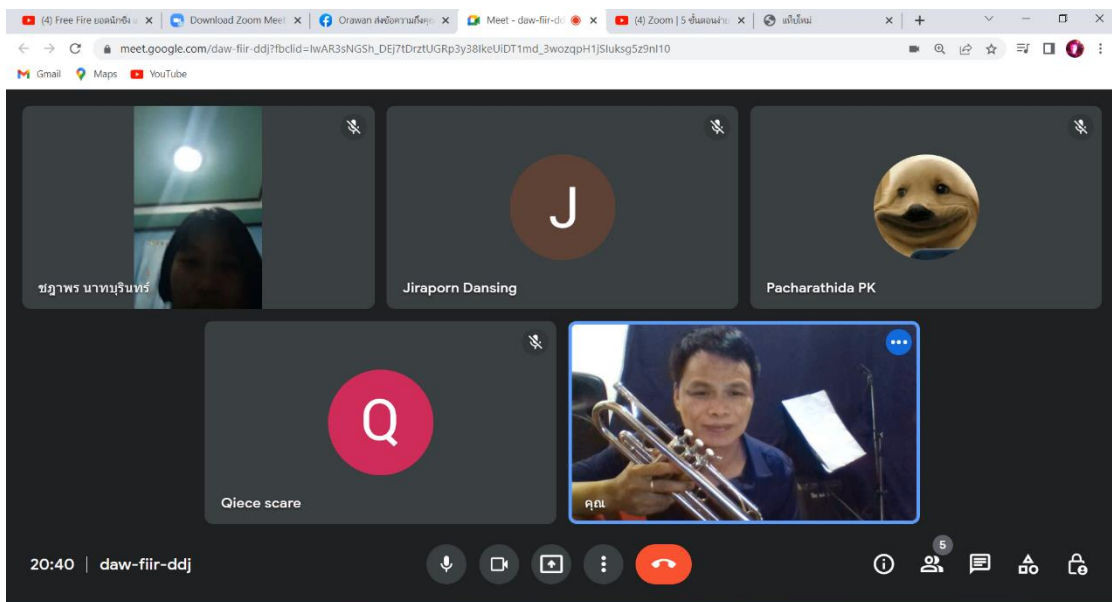 (4) Free Fire ยอดนักซิ่ง แ
Download Zoom Meet
Orawan ส่งข้อความถึงคุณ
Meet - daw-fiir-dd
(4) Zoom | 5 ขั้นตอนง่าย
แท็บใหม่
meet.google.com/daw-fiir-ddj?fbclid=IwAR3sNGSh_DEj7tDrztUGRp3y38IkeUiDT1md_3wozqpH1jSluksg5z9nI10
Gmail
Maps
YouTube
ชฎาพร นาทบุรินทร์
J
Jiraporn Dansing
Pacharathida PK
Q
Qiece scare
คุณ
20:40 | daw-fiir-ddj
5